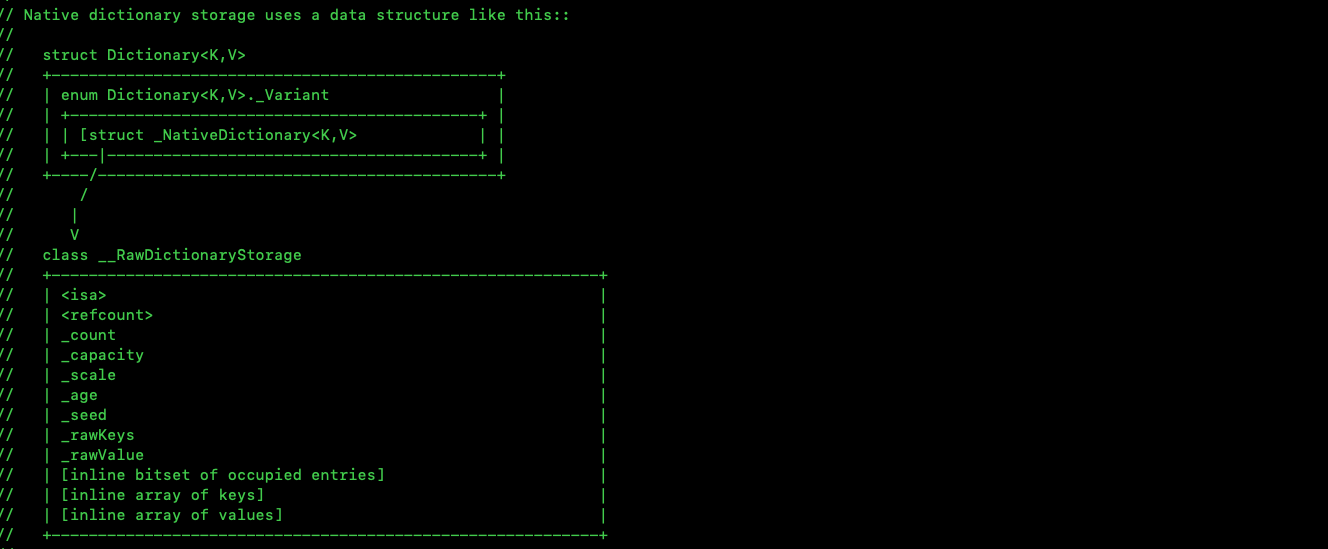 // Native dictionary storage uses a data structure like this::
//
//   struct Dictionary<K,V>
//   +------------------------------------------------+
//   | enum Dictionary<K,V>._Variant                  |
//   | +--------------------------------------------+ |
//   | | [struct _NativeDictionary<K,V>             | |
//   | +---|----------------------------------------+ |
//   +----/-------------------------------------------+
//       /
//      |
//      V
//   class __RawDictionaryStorage
//   +-----------------------------------------------------------+
//   | <isa>                                                     |
//   | <refcount>                                                |
//   | _count                                                    |
//   | _capacity                                                 |
//   | _scale                                                    |
//   | _age                                                      |
//   | _seed                                                     |
//   | _rawKeys                                                  |
//   | _rawValue                                                 |
//   | [inline bitset of occupied entries]                       |
//   | [inline array of keys]                                    |
//   | [inline array of values]                                  |
//   +-----------------------------------------------------------+